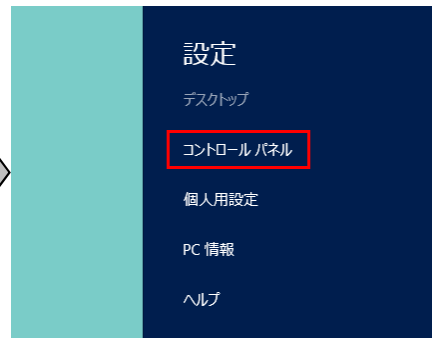 設定
デスクトップ
コントロール パネル
個人用設定
PC 情報
ヘルプ